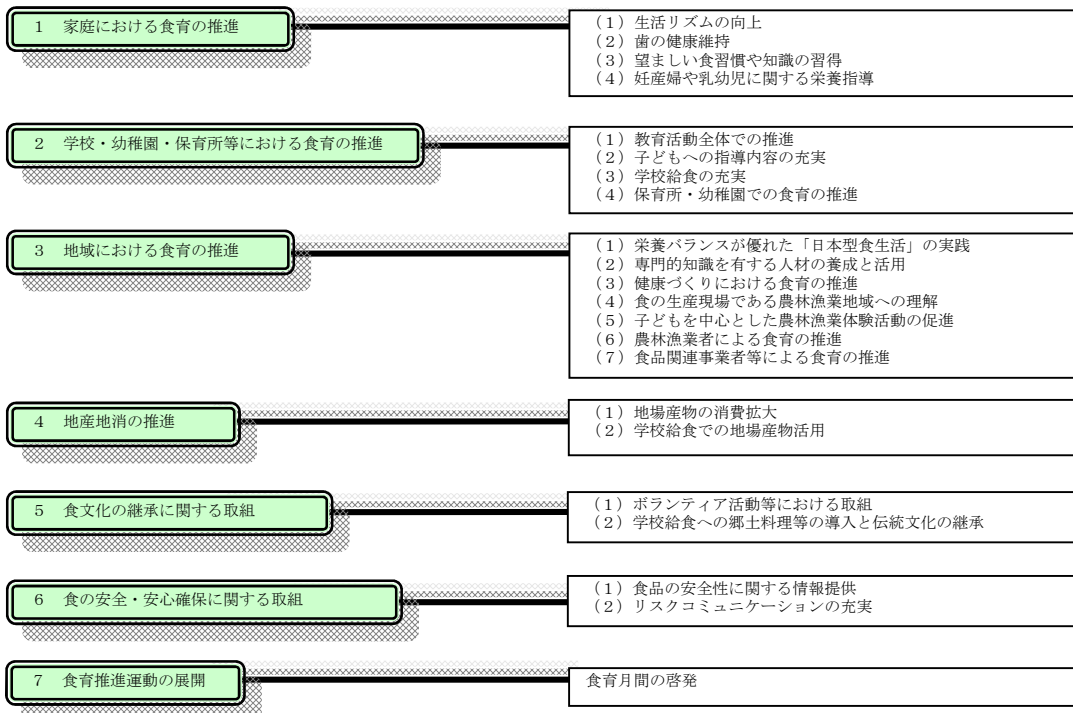 1 家庭における食育の推進
(1)生活リズムの向上
(2)歯の健康維持
(3)望ましい食習慣や知識の習得
(4)妊産婦や乳幼児に関する栄養指導
2 学校・幼稚園・保育所等における食育の推進
(1)教育活動全体での推進
(2)子どもへの指導内容の充実
(3)学校給食の充実
(4)保育所・幼稚園での食育の推進
3 地域における食育の推進
(1)栄養バランスが優れた「日本型食生活」の実践
(2)専門的知識を有する人材の養成と活用
(3)健康づくりにおける食育の推進
(4)食の生産現場である農林漁業地域への理解
(5)子どもを中心とした農林漁業体験活動の促進
(6)農林漁業者による食育の推進
(7)食品関連事業者等による食育の推進
4 地産地消の推進
(1)地場産物の消費拡大
(2)学校給食での地場産物活用
5 食文化の継承に関する取組
(1)ボランティア活動等における取組
(2)学校給食への郷土料理等の導入と伝統文化の継承
6 食の安全・安心確保に関する取組
(1)食品の安全性に関する情報提供
(2)リスクコミュニケーションの充実
7 食育推進運動の展開
食育月間の啓発